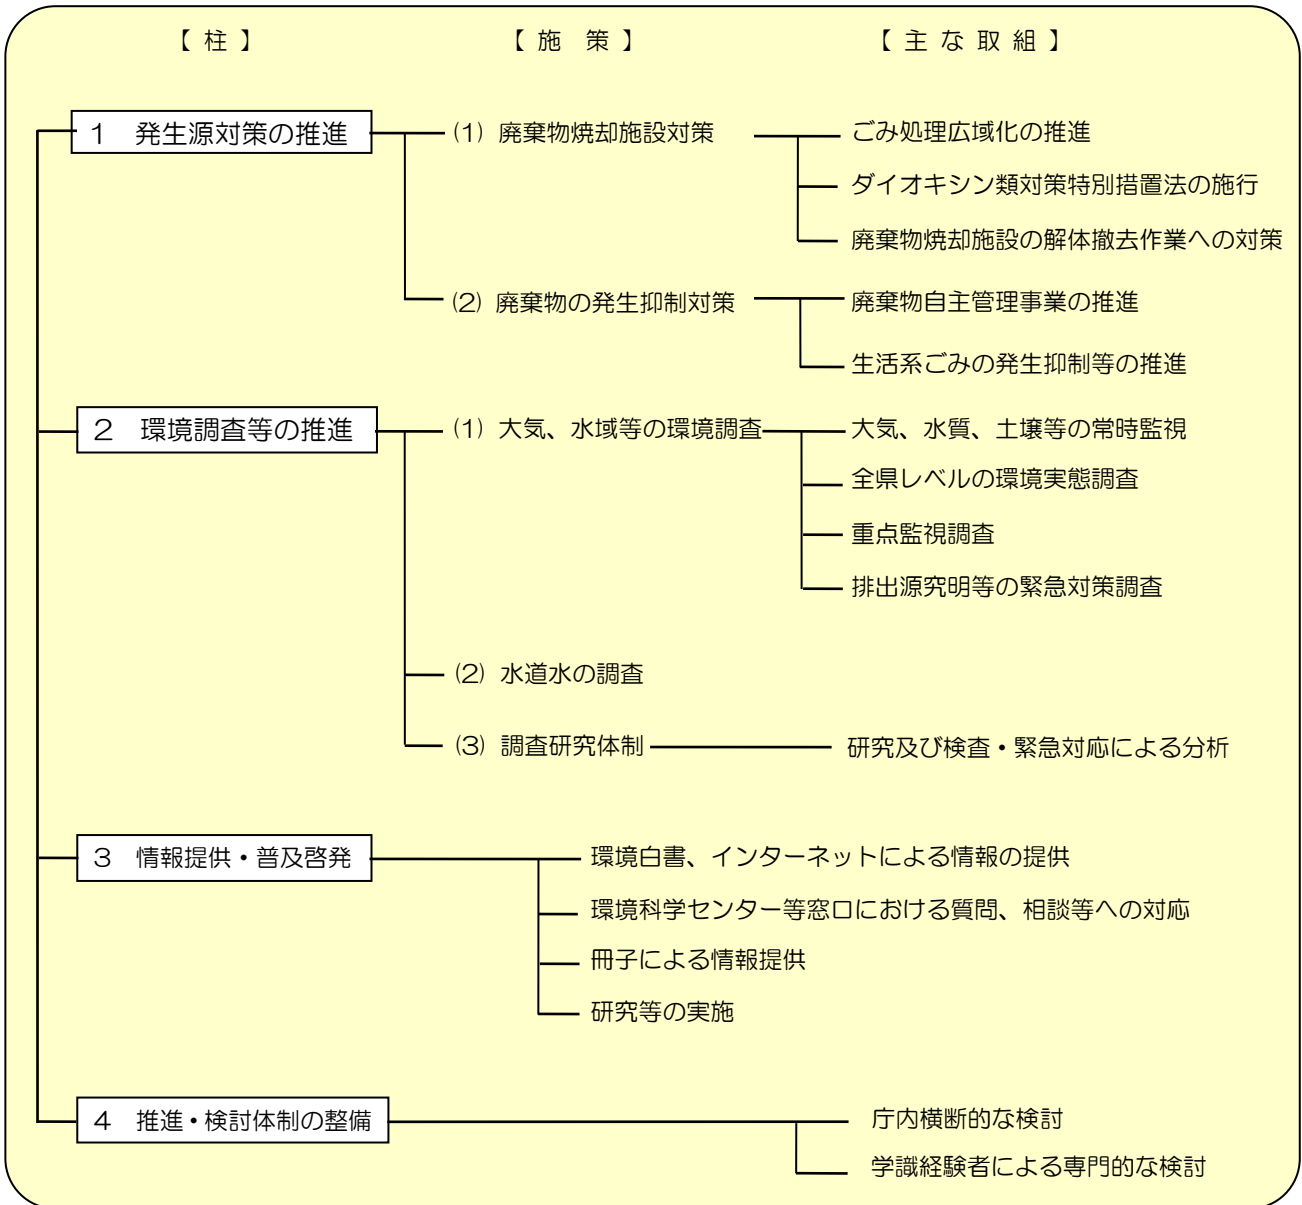 【 柱 】 【 施 策 】 【 主 な 取 組 】
1 発生源対策の推進 (1) 廃棄物焼却施設対策 ごみ処理広域化の推進
ダイオキシン類対策特別措置法の施行
廃棄物焼却施設の解体撤去作業への対策
(2) 廃棄物の発生抑制対策 廃棄物自主管理事業の推進
生活系ごみの発生抑制等の推進
2 環境調査等の推進 (1) 大気、水域等の環境調査 大気、水質、土壌等の常時監視
全県レベルの環境実態調査
重点監視調査
排出源究明等の緊急対策調査
(2) 水道水の調査
(3) 調査研究体制 研究及び検査・緊急対応による分析
3 情報提供・普及啓発 環境白書、インターネットによる情報の提供
環境科学センター等窓口における質問、相談等への対応
冊子による情報提供
研究等の実施
4 推進・検討体制の整備 庁内横断的な検討
学識経験者による専門的な検討